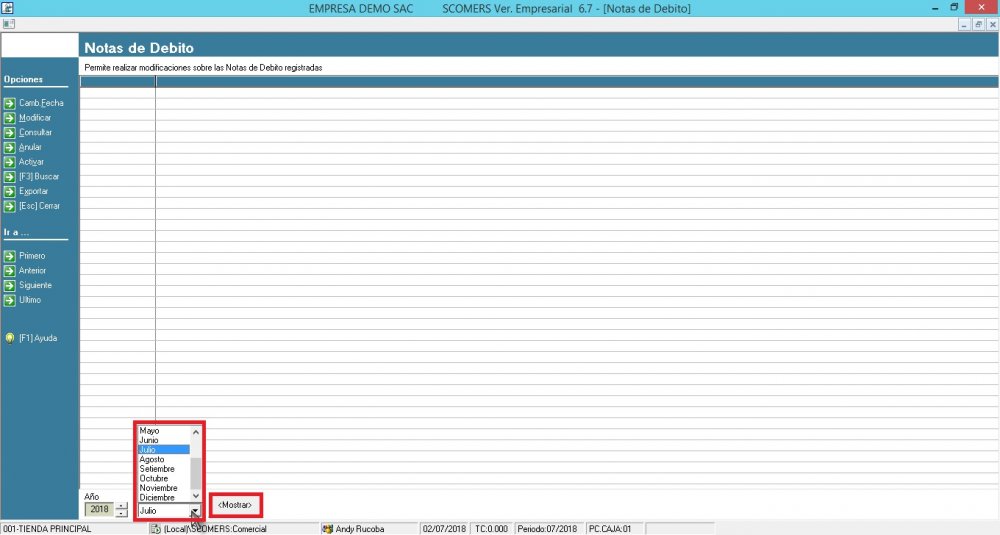 EMPRESA DEMO SAC SCOMERS Ver. Empresarial 6.7 - [Notas de Debito]
Notas de Debito
Permite realizar modificaciones sobre las Notas de Debito registradas
Opciones
Camb.Fecha
Modificar
Consultar
Anular
Activar
[F3] Buscar
Exportar
[Esc] Cerrar
Ir a ...
Primero
Anterior
Siguiente
Ultimo
[F1] Ayuda
Mayo
Junio
Julio
Agosto
Setiembre
Octubre
Noviembre
Diciembre
Año
2018
Julio
<Mostrar>
001-TIENDA PRINCIPAL (Local)\SCOMERS:Comercial Andy Rucoba 02/07/2018 TC:0.000 Periodo:07/2018 PC.CAJA:01